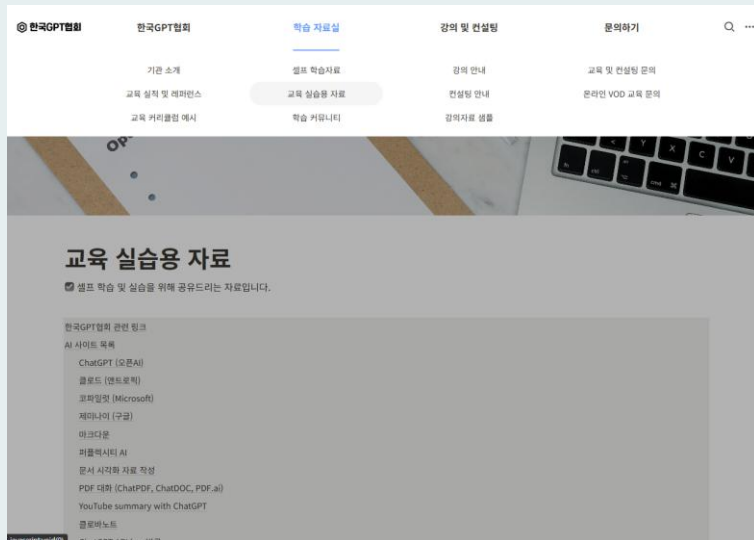 한국GPT협회
한국GPT협회 학습 자료실 강의 및 컨설팅 문의하기
기관 소개 셀프 학습자료 강의 안내 교육 및 컨설팅 문의
교육 실적 및 레퍼런스 교육 실습용 자료 컨설팅 안내 온라인 VOD 교육 문의
교육 커리큘럼 예시 학습 커뮤니티 강의자료 샘플
교육 실습용 자료
셀프 학습 및 실습을 위해 공유드리는 자료입니다.
한국GPT협회 관련 링크
AI 사이트 목록
ChatGPT (오픈AI)
클로드 (앤트로픽)
코파일럿 (Microsoft)
제미나이 (구글)
마크다운
퍼플렉시티 AI
문서 시각화 자료 작성
PDF 대화 (ChatPDF, ChatDOC, PDF.ai)
YouTube summary with ChatGPT
클로바노트